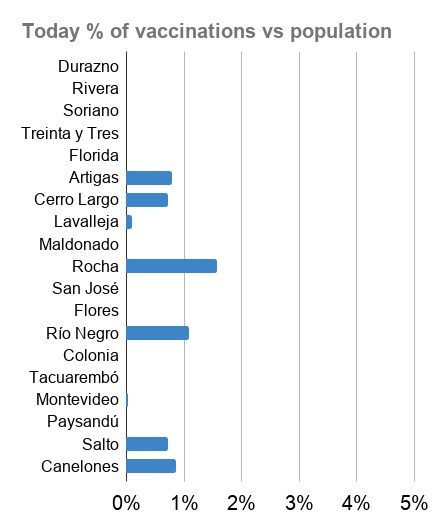 Today % of vaccinations vs population
Durazno
Rivera
Soriano
Treinta y Tres
Florida
Artigas
Cerro Largo
Lavalleja
Maldonado
Rocha
San José
Flores
Río Negro
Colonia
Tacuarembó
Montevideo
Paysandú
Salto
Canelones
0% 1% 2% 3% 4% 5%